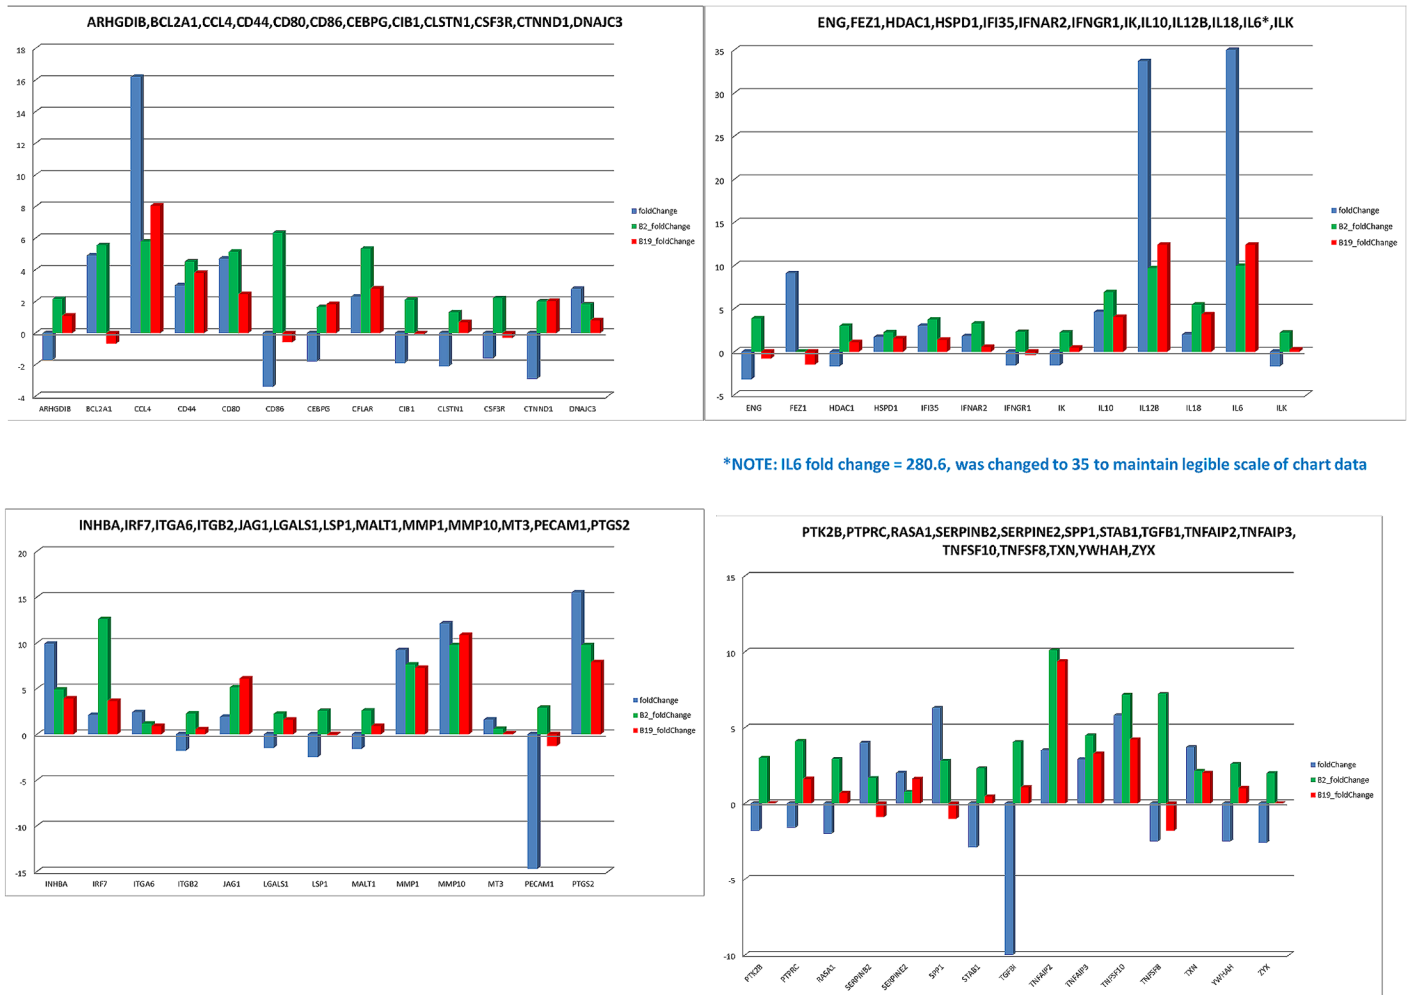 ARHGDIB,BCL2A1,CCL4,CD44,CD80,CD86,CEBPG,CIB1,CLSTN1,CSF3R,CTNND1,DNAJC3
18
16
14
12
10
8
6
4
2
0
-2
-4
ARHGDIB BCL2A1 CCL4 CD44 CD80 CD86 CEBPG CFLAR CIB1 CLSTN1 CSF3R CTNND1 DNAJC3
foldChange
B2_foldChange
B19_foldChange
ENG,FEZ1,HDAC1,HSPD1,IFI35,IFNAR2,IFNGR1,IK,IL10,IL12B,IL18,IL6*,ILK
35
30
25
20
15
10
5
0
-5
ENG FEZ1 HDAC1 HSPD1 IFI35 IFNAR2 IFNGR1 IK IL10 IL12B IL18 IL6 ILK
foldChange
B2_foldChange
B19_foldChange
*NOTE: IL6 fold change = 280.6, was changed to 35 to maintain legible scale of chart data
INHBA,IRF7,ITGA6,ITGB2,JAG1,LGALS1,LSP1,MALT1,MMP1,MMP10,MT3,PECAM1,PTGS2
20
15
10
5
0
-5
-10
-15
INHBA IRF7 ITGA6 ITGB2 JAG1 LGALS1 LSP1 MALT1 MMP1 MMP10 MT3 PECAM1 PTGS2
foldChange
B2_foldChange
B19_foldChange
PTK2B,PTPRC,RASA1,SERPINB2,SERPINE2,SPP1,STAB1,TGFB1,TNFAIP2,TNFAIP3,
TNFSF10,TNFSF8,TXN,YWHAH,ZYX
15
10
5
0
-5
-10
PTK2B PTPRC RASA1 SERPINB2 SERPINE2 SPP1 STAB1 TGFBI TNFAIP2 TNFAIP3 TNFSF10 TNFSF8 TXN YWHAH ZYX
foldChange
B2_foldChange
B19_foldChange